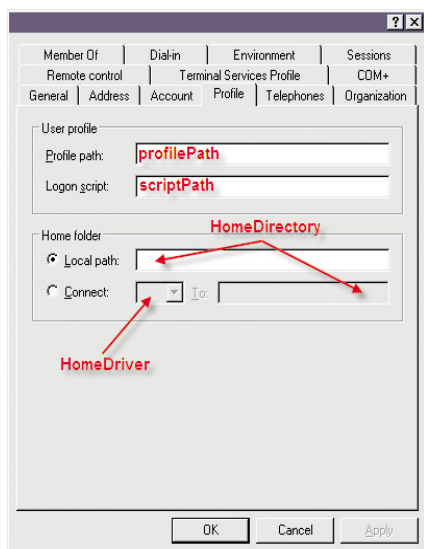 ? X
Member Of Dial-in Environment Sessions
Remote control Terminal Services Profile COM+
General Address Account Profile Telephones Organization
User profile
Profile path: profilePath
Logon script: scriptPath
HomeDirectory
Home folder
Local path:
Connect: To:
HomeDriver
OK Cancel Apply